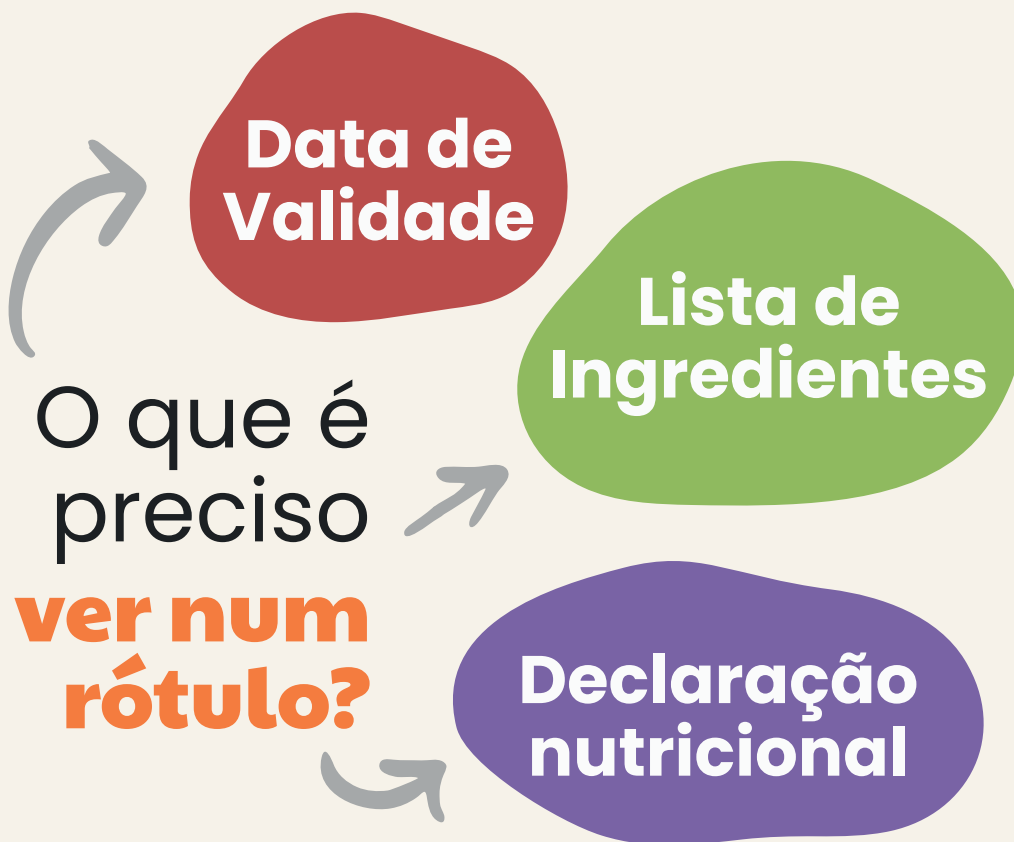 O que é
preciso
ver num
rótulo?
Data de
Validade
Lista de
Ingredientes
Declaração
nutricional